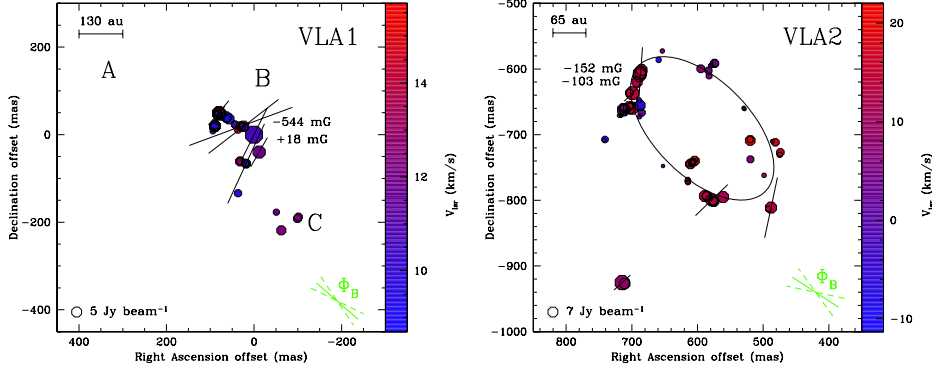 130 au
VLA1
A
B
-544 mG
+18 mG
C
Φ_B
5 Jy beam⁻¹
200
0
-200
-400
Declination offset (mas)
400
200
0
-200
Right Ascension offset (mas)
14
12
10
V_lsr (km/s)
65 au
VLA2
-152 mG
-103 mG
Φ_B
7 Jy beam⁻¹
-500
-600
-700
-800
-900
-1000
Declination offset (mas)
800
700
600
500
400
Right Ascension offset (mas)
20
10
0
-10
V_lsr (km/s)